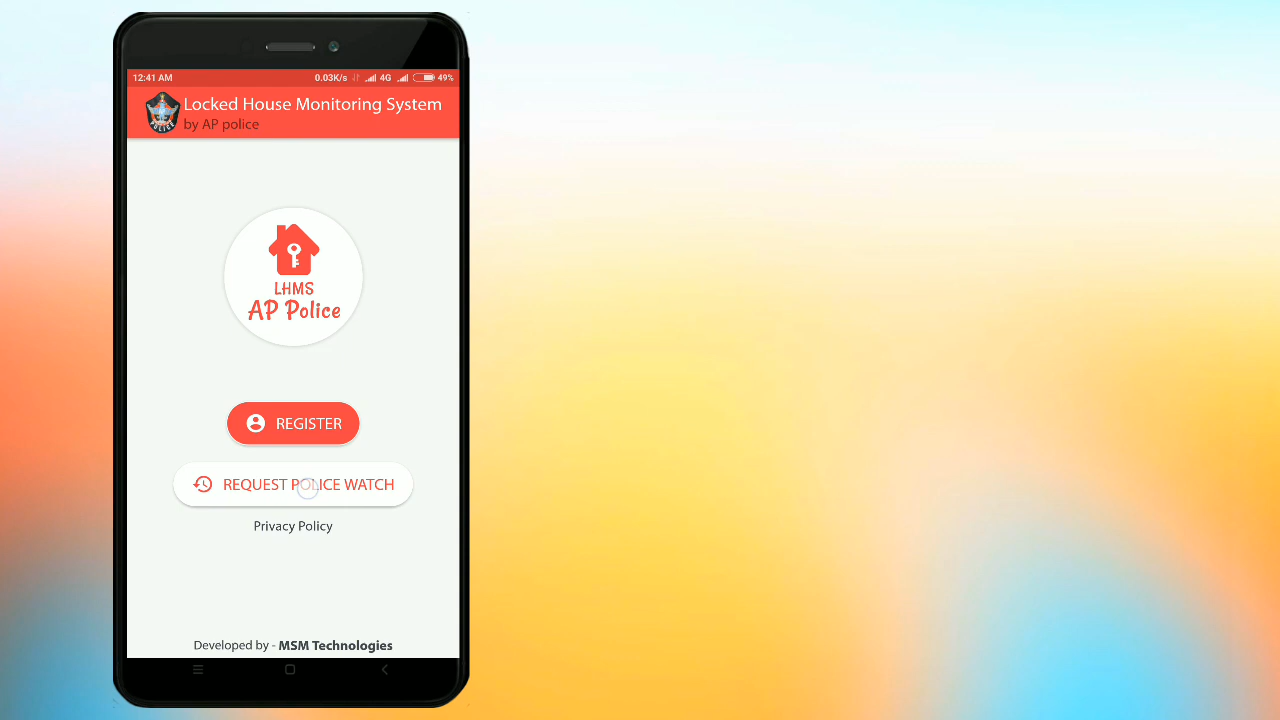 12:41 AM 0.03K/s 4G 49%
Locked House Monitoring System
by AP police
POLICE
LHMS
AP Police
REGISTER
REQUEST POLICE WATCH
Privacy Policy
Developed by - MSM Technologies